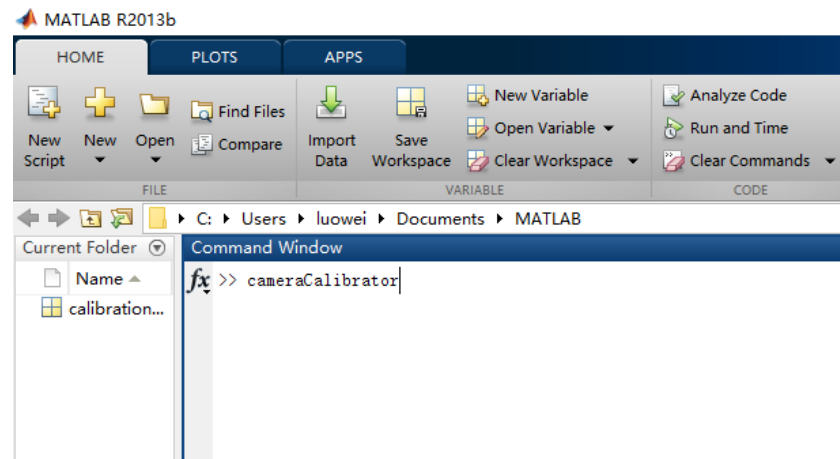 MATLAB R2013b
HOME PLOTS APPS
New Script
New
Open
Find Files
Compare
Import Data
Save Workspace
New Variable
Open Variable
Clear Workspace
Analyze Code
Run and Time
Clear Commands
FILE VARIABLE CODE
C: Users luowei Documents MATLAB
Current Folder
Command Window
Name
calibration...
fx >> cameraCalibrator